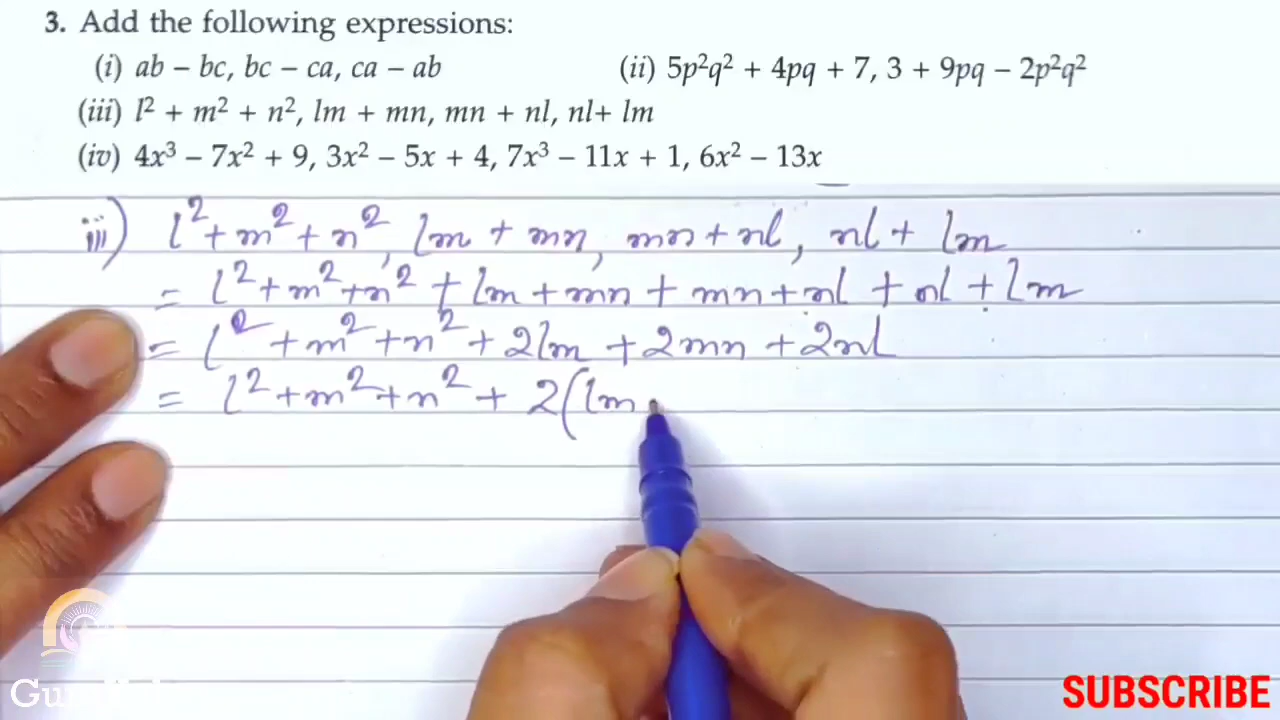 3. Add the following expressions:
(i) ab – bc, bc – ca, ca – ab (ii) 5p²q² + 4pq + 7, 3 + 9pq – 2p²q²
(iii) l² + m² + n², lm + mn, mn + nl, nl+ lm
(iv) 4x³ – 7x² + 9, 3x² – 5x + 4, 7x³ – 11x + 1, 6x² – 13x
iii) l² + m² + n², lm + mn, mn + nl, nl + lm
= l² + m² + n² + lm + mn + mn + nl + nl + lm
= l² + m² + n² + 2lm + 2mn + 2nl
= l² + m² + n² + 2(lm
SUBSCRIBE